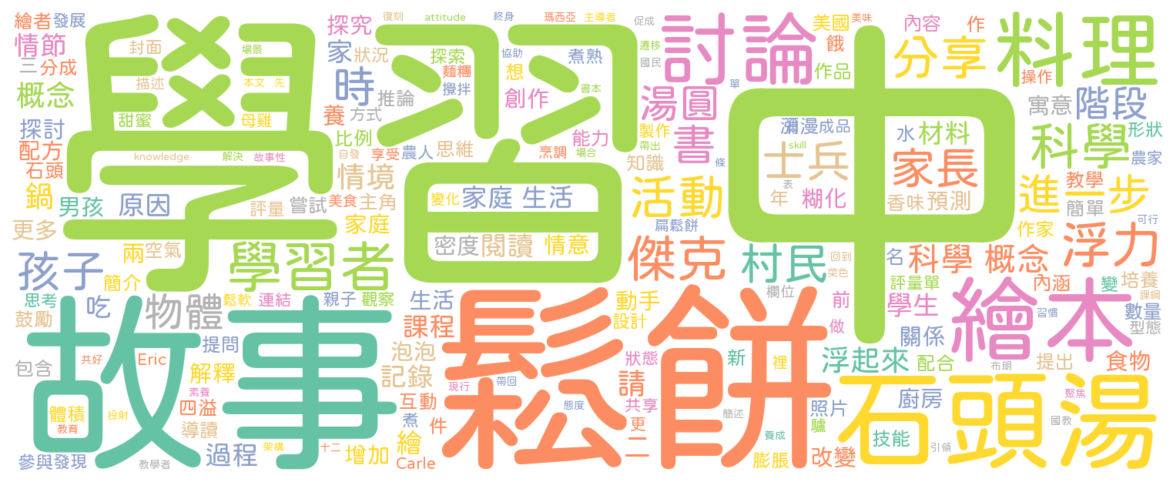 繪者 發展 封面 場景 探究 復刻 attitude 終身 瑪西亞 主導者 促成 美國 美味 內容 作
情節 家 狀況 探索 協助 煮熟 遷移 討論 餓 分享 料理
三 分成 描述 本文 先 時 麵糰 想 書本 國民 單 作品 操作
概念 學習中 推論 攪拌 創作 湯圓 寓意 階段
甜蜜 母雞 養 方式 能力 製作 書 瀰漫 成品 水 材料 形狀
探討 比例 農人 思維 烹調 帶出 skill 士兵 家長 科學
配方 knowledge 解決 故事性 自發 享受 場合 知識 條 表 農家
石頭 情境 美食 主角 活動 年 糊化 香味 預測 教學 進一步
鍋 男孩 原因 評量 嘗試 變化 家庭 生活 簡單
更多 兩 空氣 家庭 密度 閱讀 情意 扁鬆餅 作家 可行
孩子 簡介 學習者 傑克 村民 回到 菜色 名 科學 概念 浮力
思考 吃 物體 鬆軟 連結 親子 觀察 生活 動手 欄位 前 評量單 內涵 變 培養 課綱
鼓勵 故事 提問 課程 鬆餅 設計 做 學生 繪本 習慣 數量
包含 共好 Eric 解釋 泡泡 狀態 新 裡 浮起來 關係 配合 布朗 提出 型態 食物
素養 記錄 現行 帶回 請 石頭湯 聚焦
體積 投射 四溢 互動 態度 共享 簡述 照片 廚房 國教
教育 導讀 煮 件 更 驢 技能
參與 發現 過程 架構 十二 增加 繪 二 養成 膨脹 改變 引領
教學者 Carle